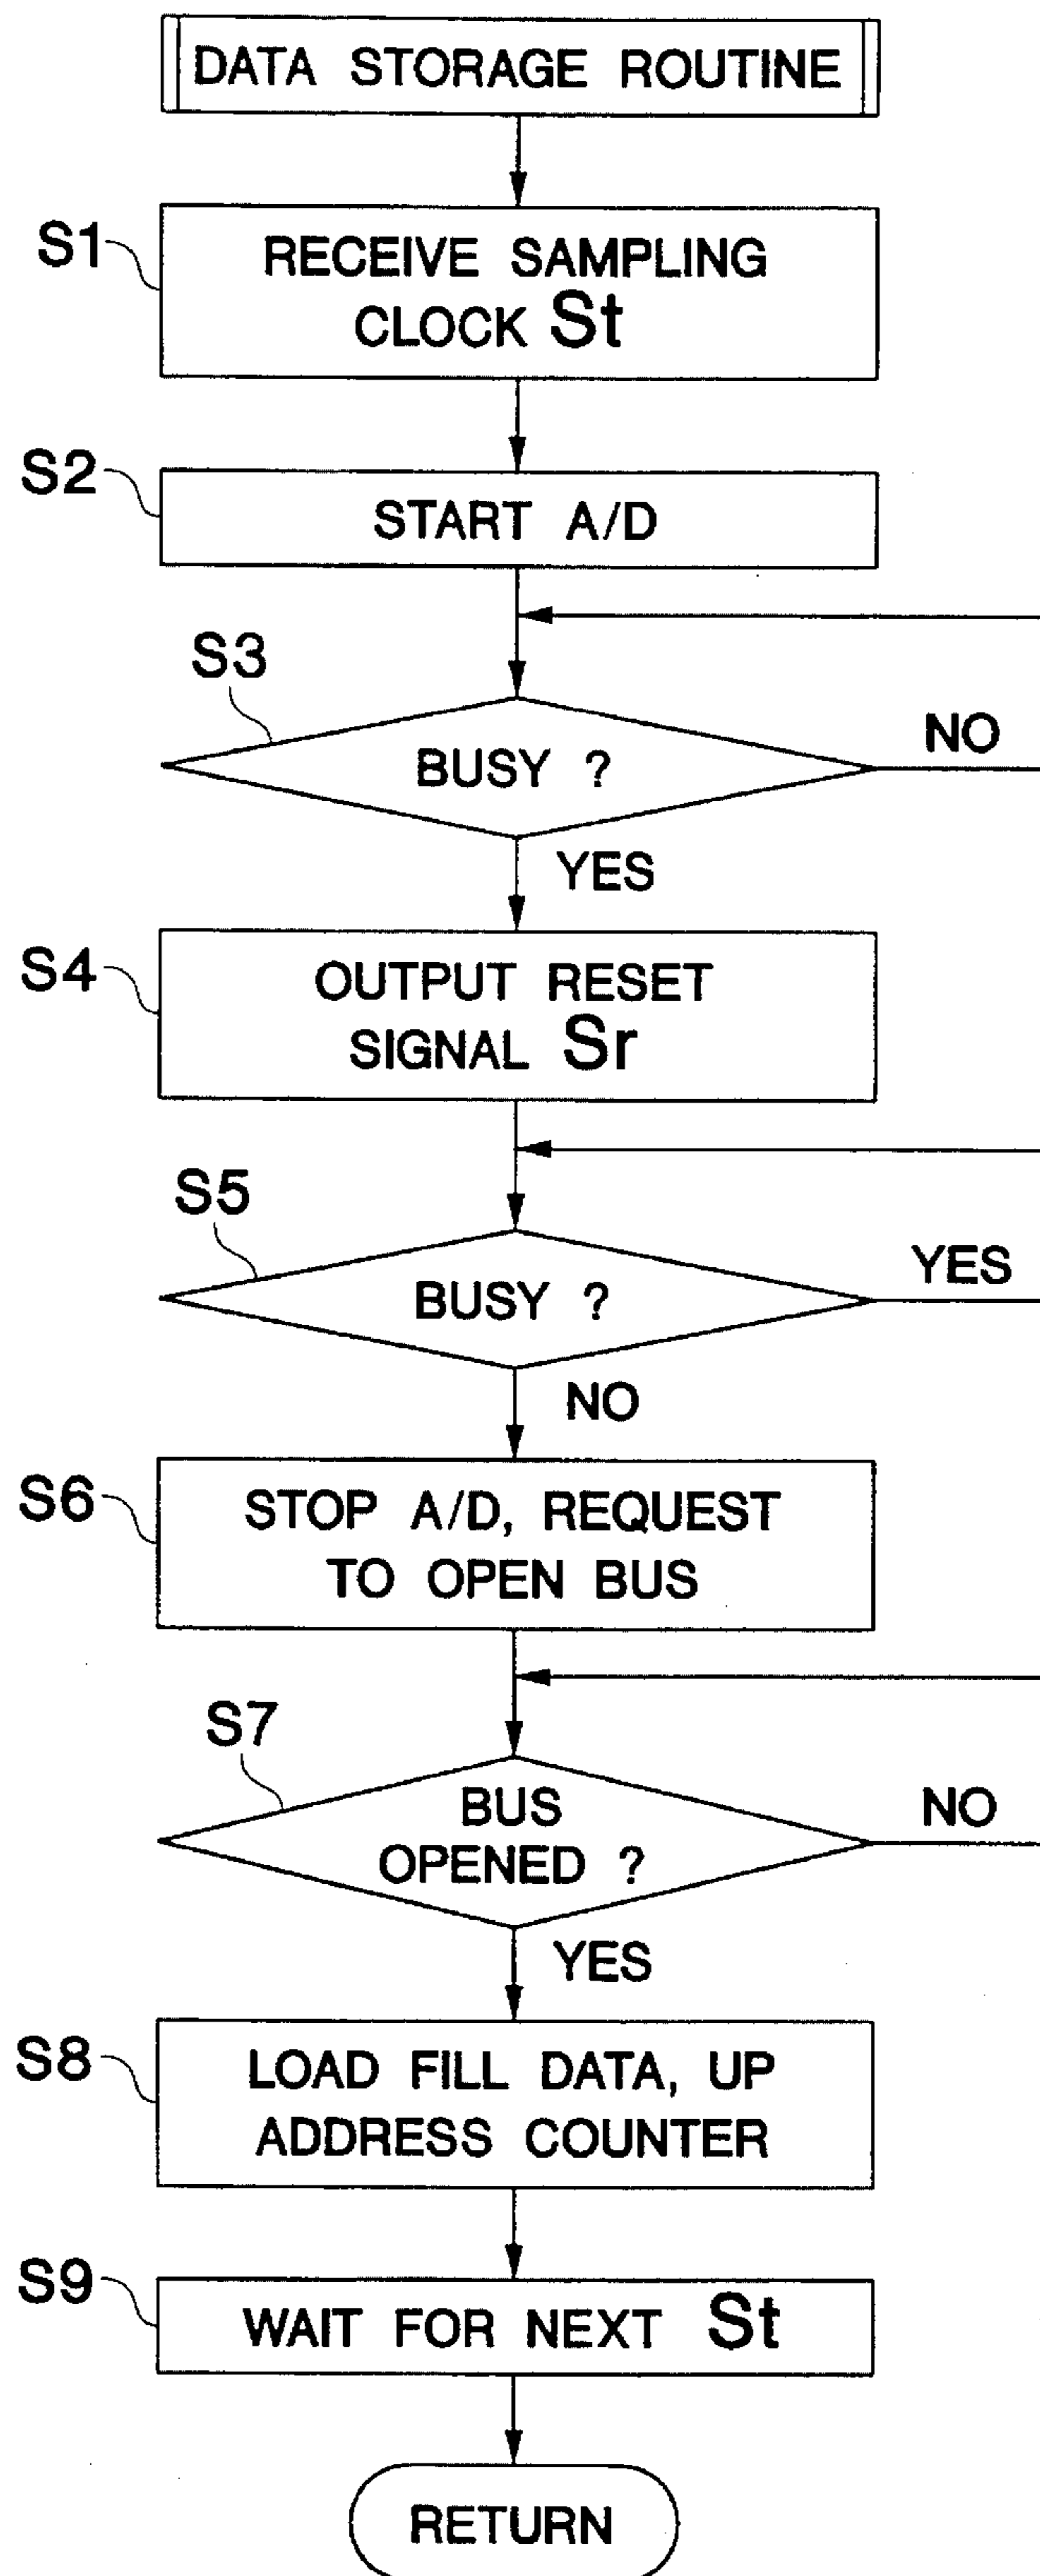 DATA STORAGE ROUTINE
S1
RECEIVE SAMPLING
CLOCK St
S2
START A/D
S3
BUSY ?
NO
YES
S4
OUTPUT RESET
SIGNAL Sr
S5
BUSY ?
YES
NO
S6
STOP A/D, REQUEST
TO OPEN BUS
S7
BUS
OPENED ?
NO
YES
S8
LOAD FILL DATA, UP
ADDRESS COUNTER
S9
WAIT FOR NEXT St
RETURN